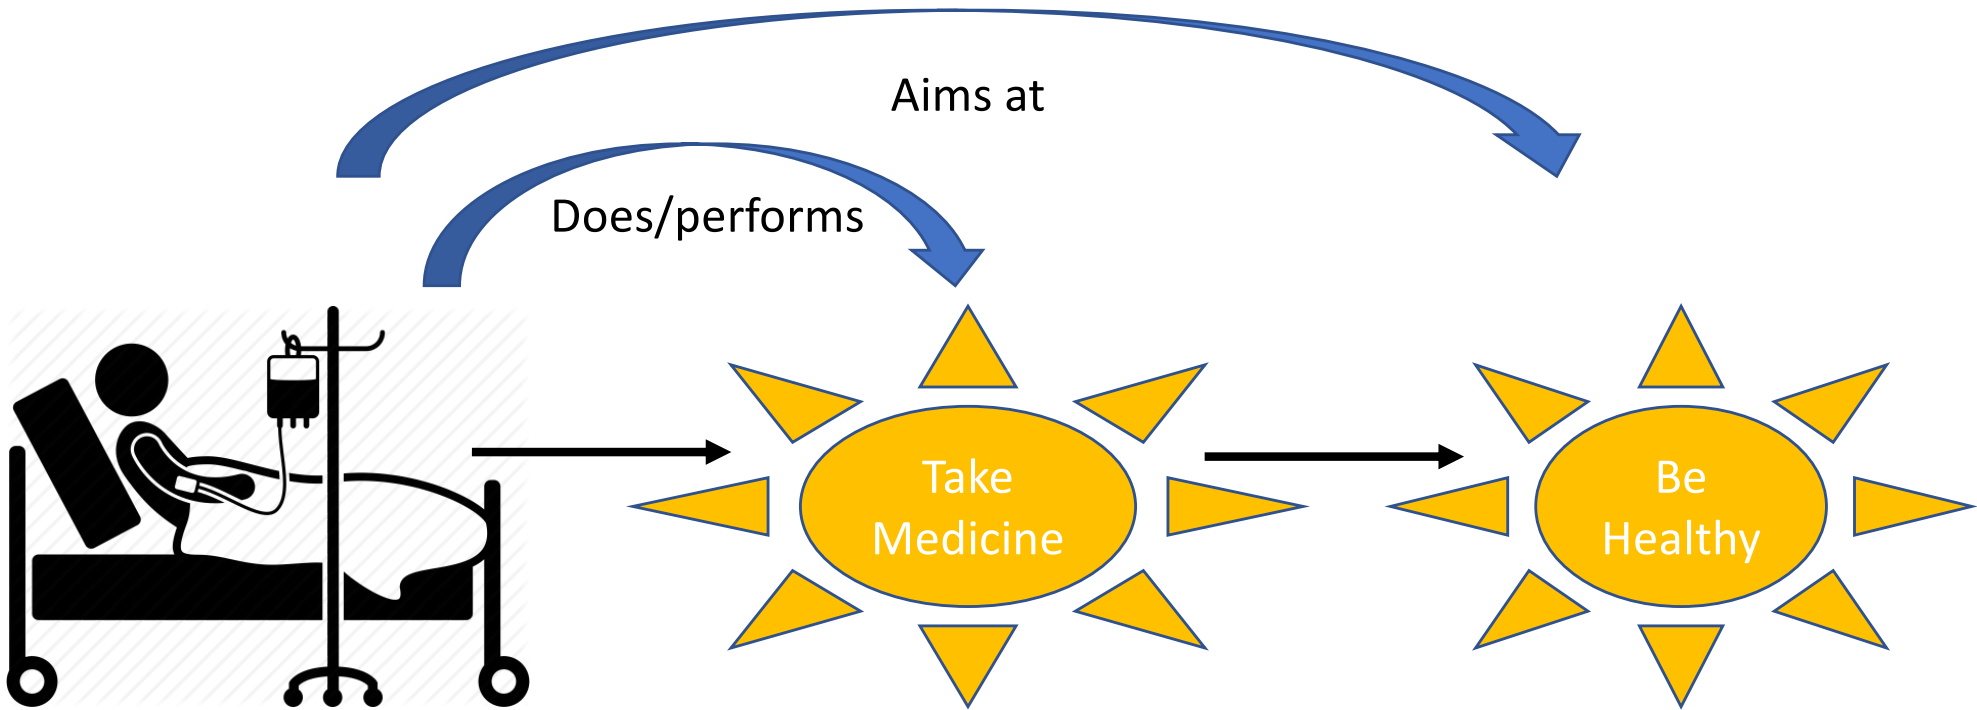 Aims at
Does/performs
Take
Medicine
Be
Healthy